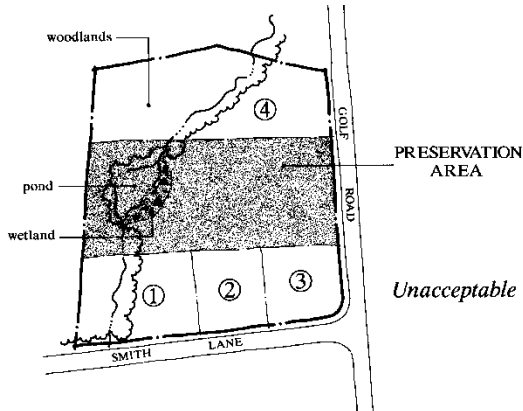 woodlands
④
GOLF ROAD
PRESERVATION
AREA
pond
wetland
①
②
③
Unacceptable
SMITH LANE